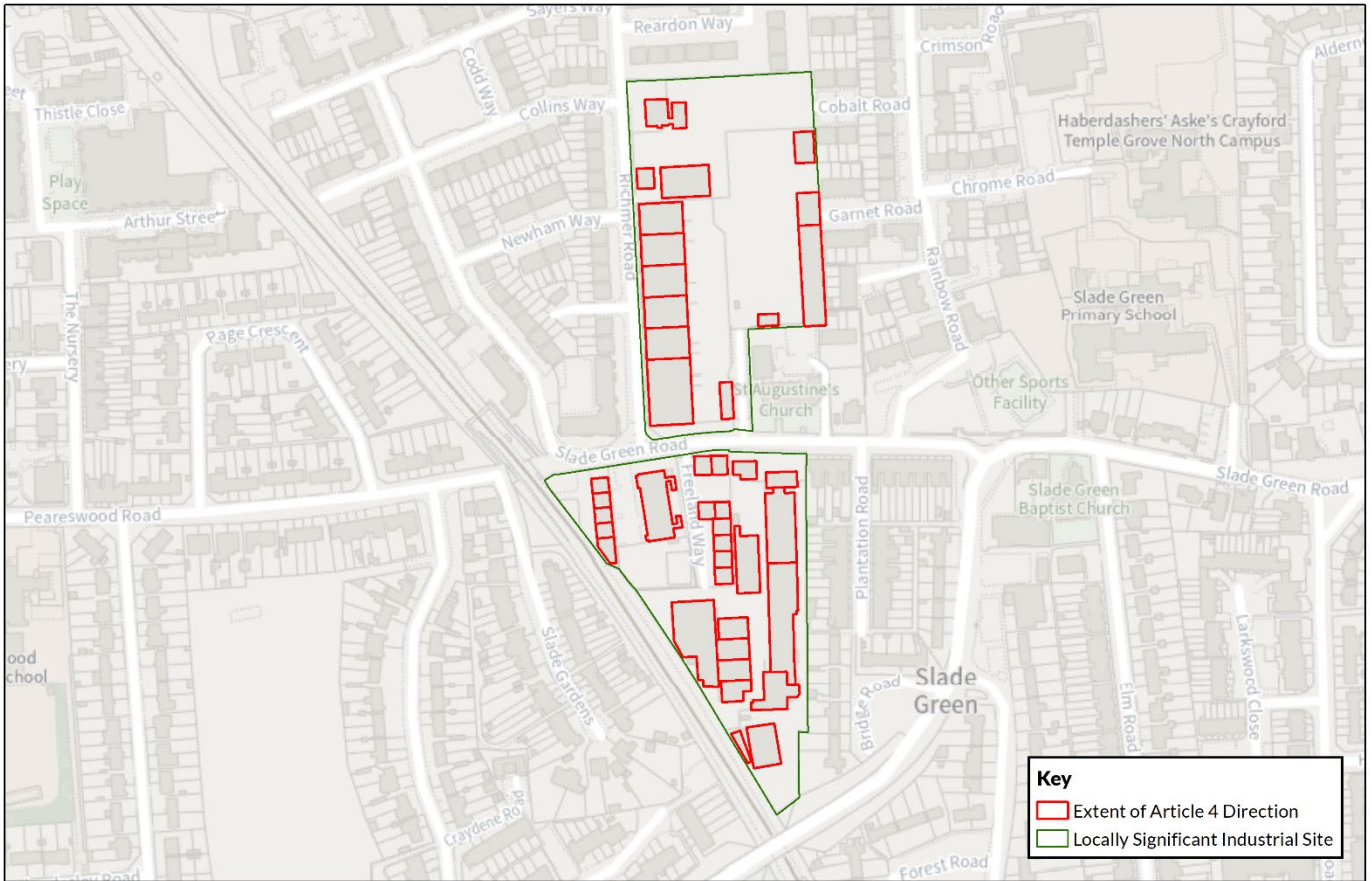 Sayers Way
Reardon Way
Crimson Road
Codd Way
Thistle Close
Collins Way
Cobalt Road
Haberdashers' Aske's Crayford
Temple Grove North Campus
Play
Space
Chrome Road
Arthur Street
Richmer Road
Newham Way
Garnet Road
Rainbow Road
The Nursery
Slade Green
Primary School
Page Crescent
Other Sports
Facility
St Augustine's
Church
Slade Green Road
Slade Green Road
Peareswood Road
Freeland Way
Slade Green
Baptist Church
Plantation Road
Slade Gardens
Larkswood Close
Slade
Green
Bridge Road
Elm Road
Craydene Road
Forest Road
Key
Extent of Article 4 Direction
Locally Significant Industrial Site